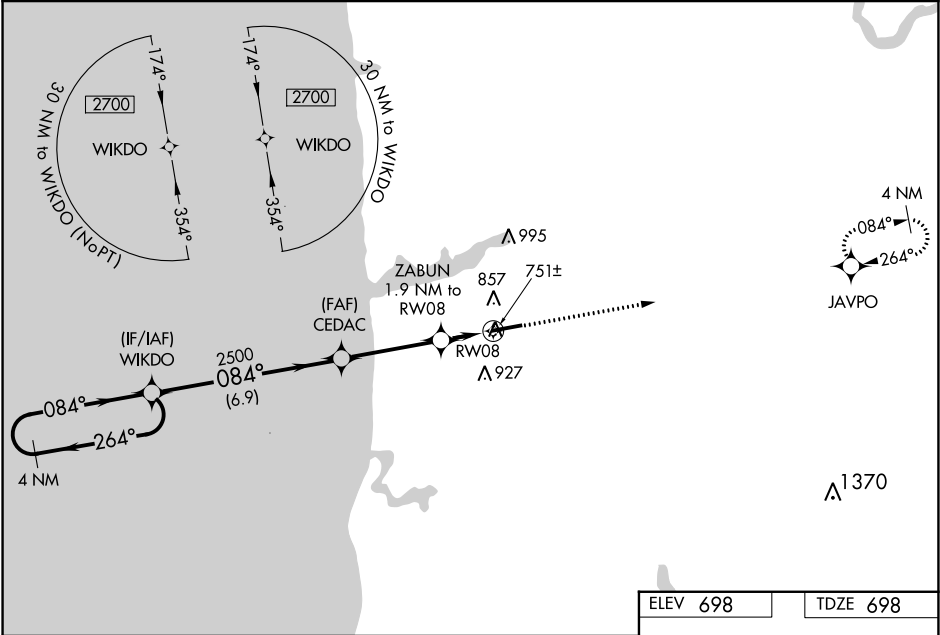 174°
2700
WIKDO
354°
30 NM to WIKDO (NoPT)
174°
2700
WIKDO
354°
30 NM to WIKDO
4 NM
084°
264°
JAVPO
995
ZABUN
1.9 NM to
RW08
857
751±
(FAF)
CEDAC
RW08
927
(IF/IAF)
WIKDO
2500
084°
(6.9)
084°
264°
4 NM
1370
ELEV 698
TDZE 698